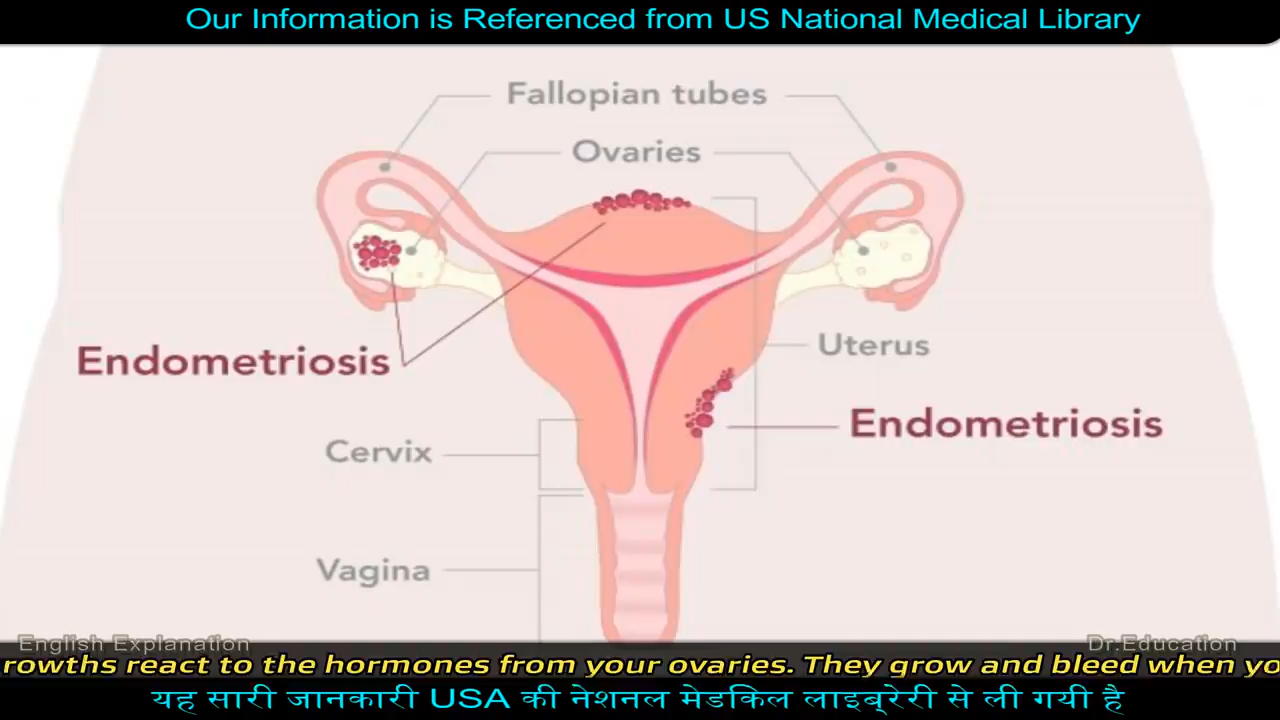 Our Information is Referenced from US National Medical Library
Fallopian tubes
Ovaries
Endometriosis
Uterus
Endometriosis
Cervix
Vagina
English Explanation
Dr.Education
rowths react to the hormones from your ovaries. They grow and bleed when yo
यह सारी जानकारी USA की नेशनल मेडिकल लाइब्रेरी से ली गयी है